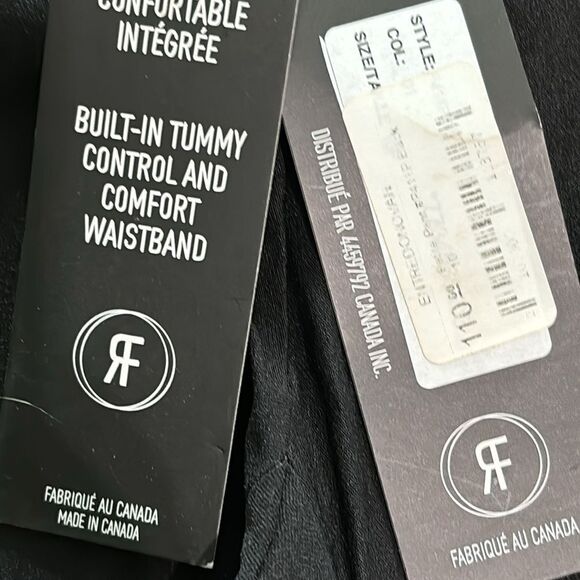 CONFORTABLE
INTÉGRÉE
BUILT-IN TUMMY
CONTROL AND
COMFORT
WAISTBAND
RF
FABRIQUÉ AU CANADA
MADE IN CANADA
STYLE:
COL:
SIZE/TA
DISTRIBUÉ PAR 4459792 CANADA INC.
RF
FABRIQUÉ AU CANADA